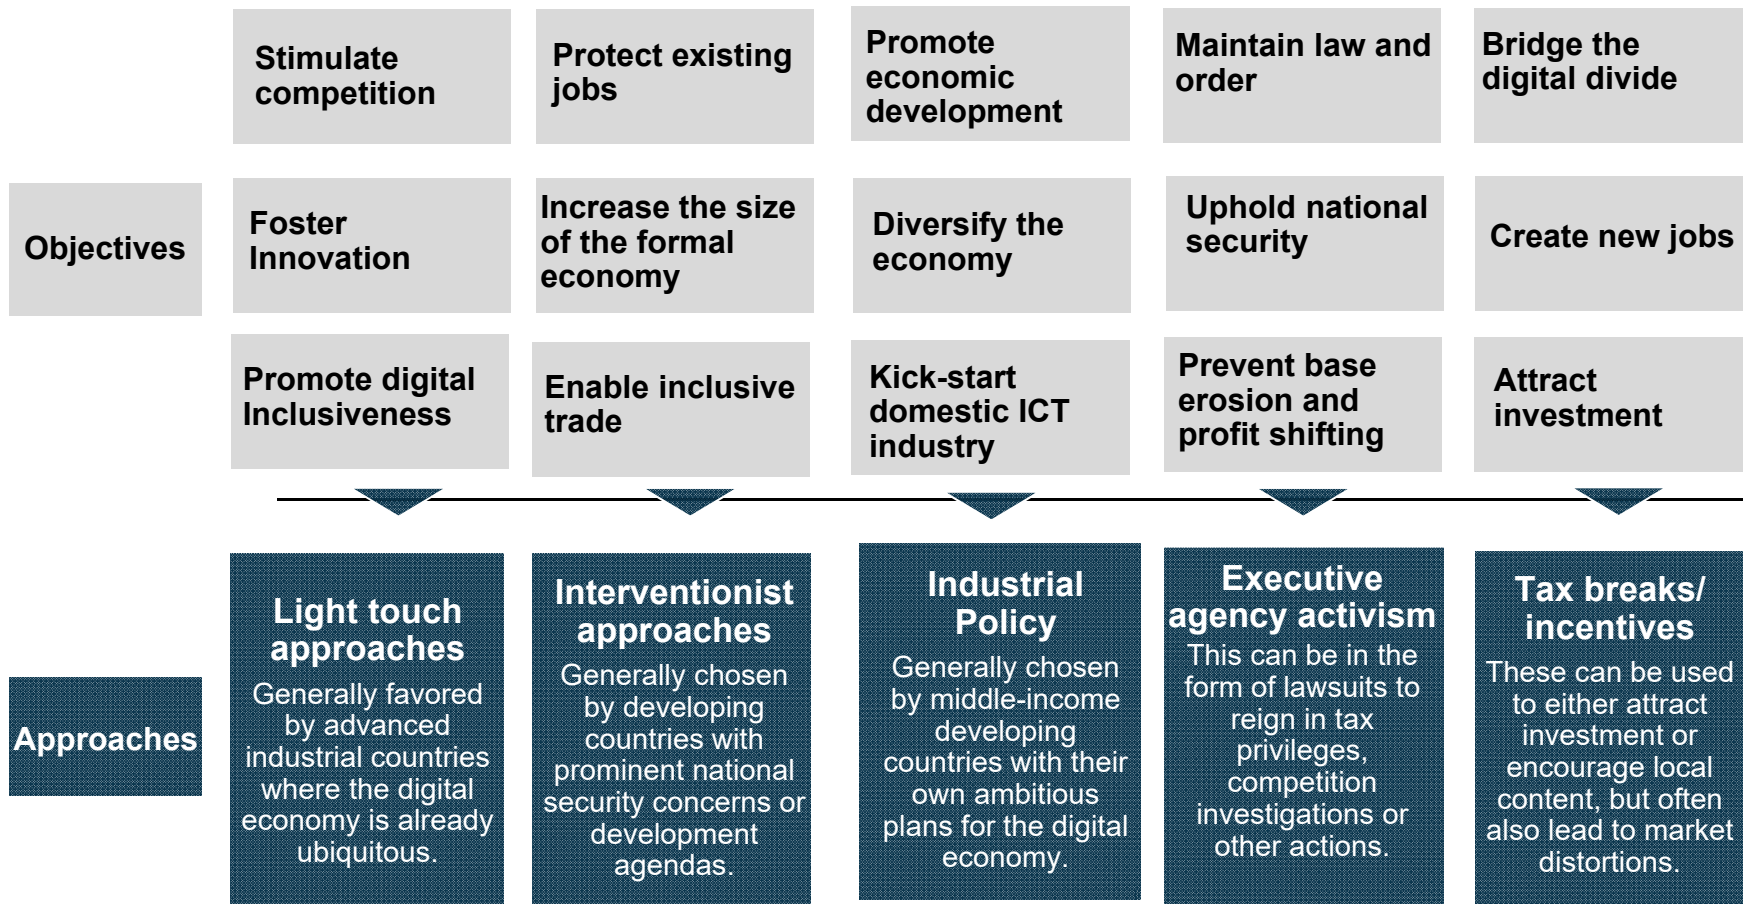 Stimulate
competition
Protect existing
jobs
Promote
economic
development
Maintain law and
order
Bridge the
digital divide
Objectives
Foster
Innovation
Increase the size
of the formal
economy
Diversify the
economy
Uphold national
security
Create new jobs
Promote digital
Inclusiveness
Enable inclusive
trade
Kick-start
domestic ICT
industry
Prevent base
erosion and
profit shifting
Attract
investment
Approaches
Light touch
approaches
Generally favored
by advanced
industrial countries
where the digital
economy is already
ubiquitous.
Interventionist
approaches
Generally chosen
by developing
countries with
prominent national
security concerns or
development
agendas.
Industrial
Policy
Generally chosen
by middle-income
developing
countries with their
own ambitious
plans for the digital
economy.
Executive
agency activism
This can be in the
form of lawsuits to
reign in tax
privileges,
competition
investigations or
other actions.
Tax breaks/
incentives
These can be used
to either attract
investment or
encourage local
content, but often
also lead to market
distortions.